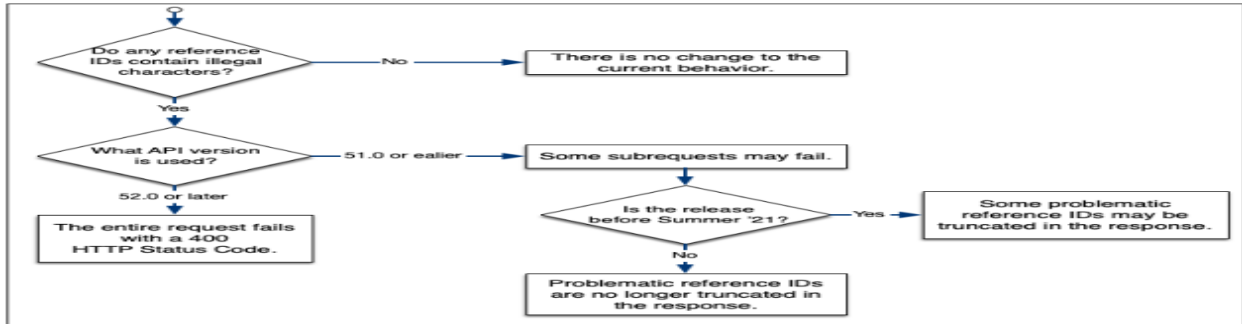 Do any reference
IDs contain illegal
characters?
No
There is no change to the
current behavior.
Yes
What API version
is used?
51.0 or ealier
Some subrequests may fail.
52.0 or later
The entire request fails
with a 400
HTTP Status Code.
Is the release
before Summer '21?
Yes
Some problematic
reference IDs may be
truncated in the response.
No
Problematic reference IDs
are no longer truncated in
the response.